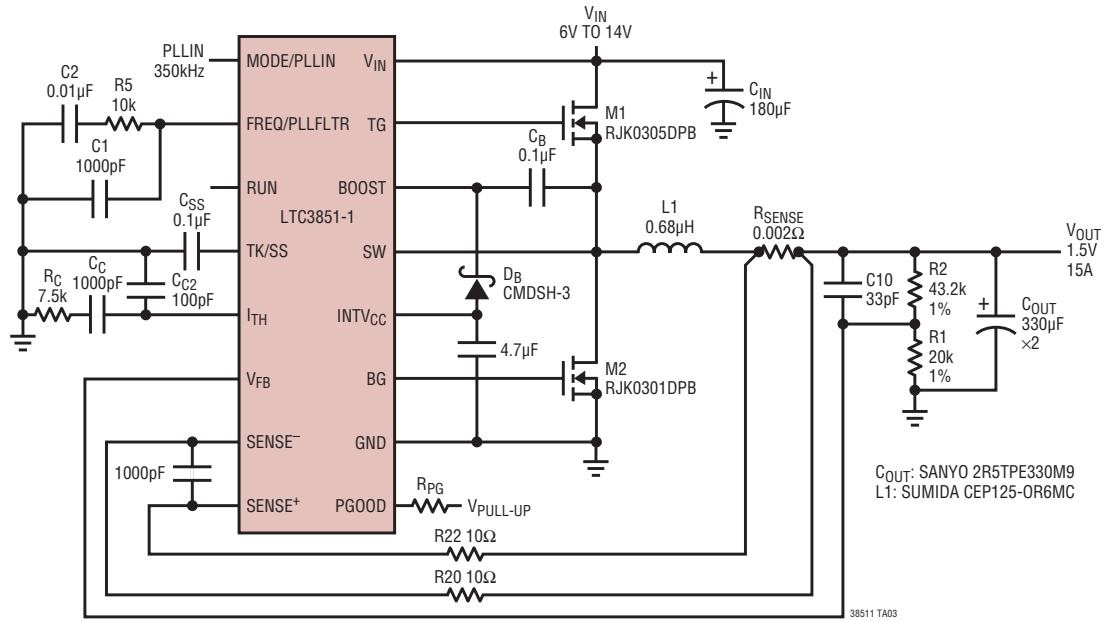 V_IN
6V TO 14V
PLLIN
350kHz
MODE/PLLIN
V_IN
C2
0.01µF
R5
10k
+
C_IN
180µF
FREQ/PLLFLTR
TG
M1
RJK0305DPB
C1
1000pF
C_B
0.1µF
RUN
BOOST
LTC3851-1
C_SS
0.1µF
TK/SS
SW
L1
0.68µH
R_SENSE
0.002Ω
V_OUT
1.5V
15A
R_C
7.5k
C_C
1000pF
C_C2
100pF
D_B
CMDSH-3
C10
33pF
R2
43.2k
1%
I_TH
INTV_CC
+
C_OUT
330µF
×2
4.7µF
R1
20k
1%
V_FB
BG
M2
RJK0301DPB
SENSE–
GND
1000pF
SENSE+
PGOOD
R_PG
V_PULL-UP
C_OUT: SANYO 2R5TPE330M9
L1: SUMIDA CEP125-OR6MC
R22 10Ω
R20 10Ω
38511 TA03